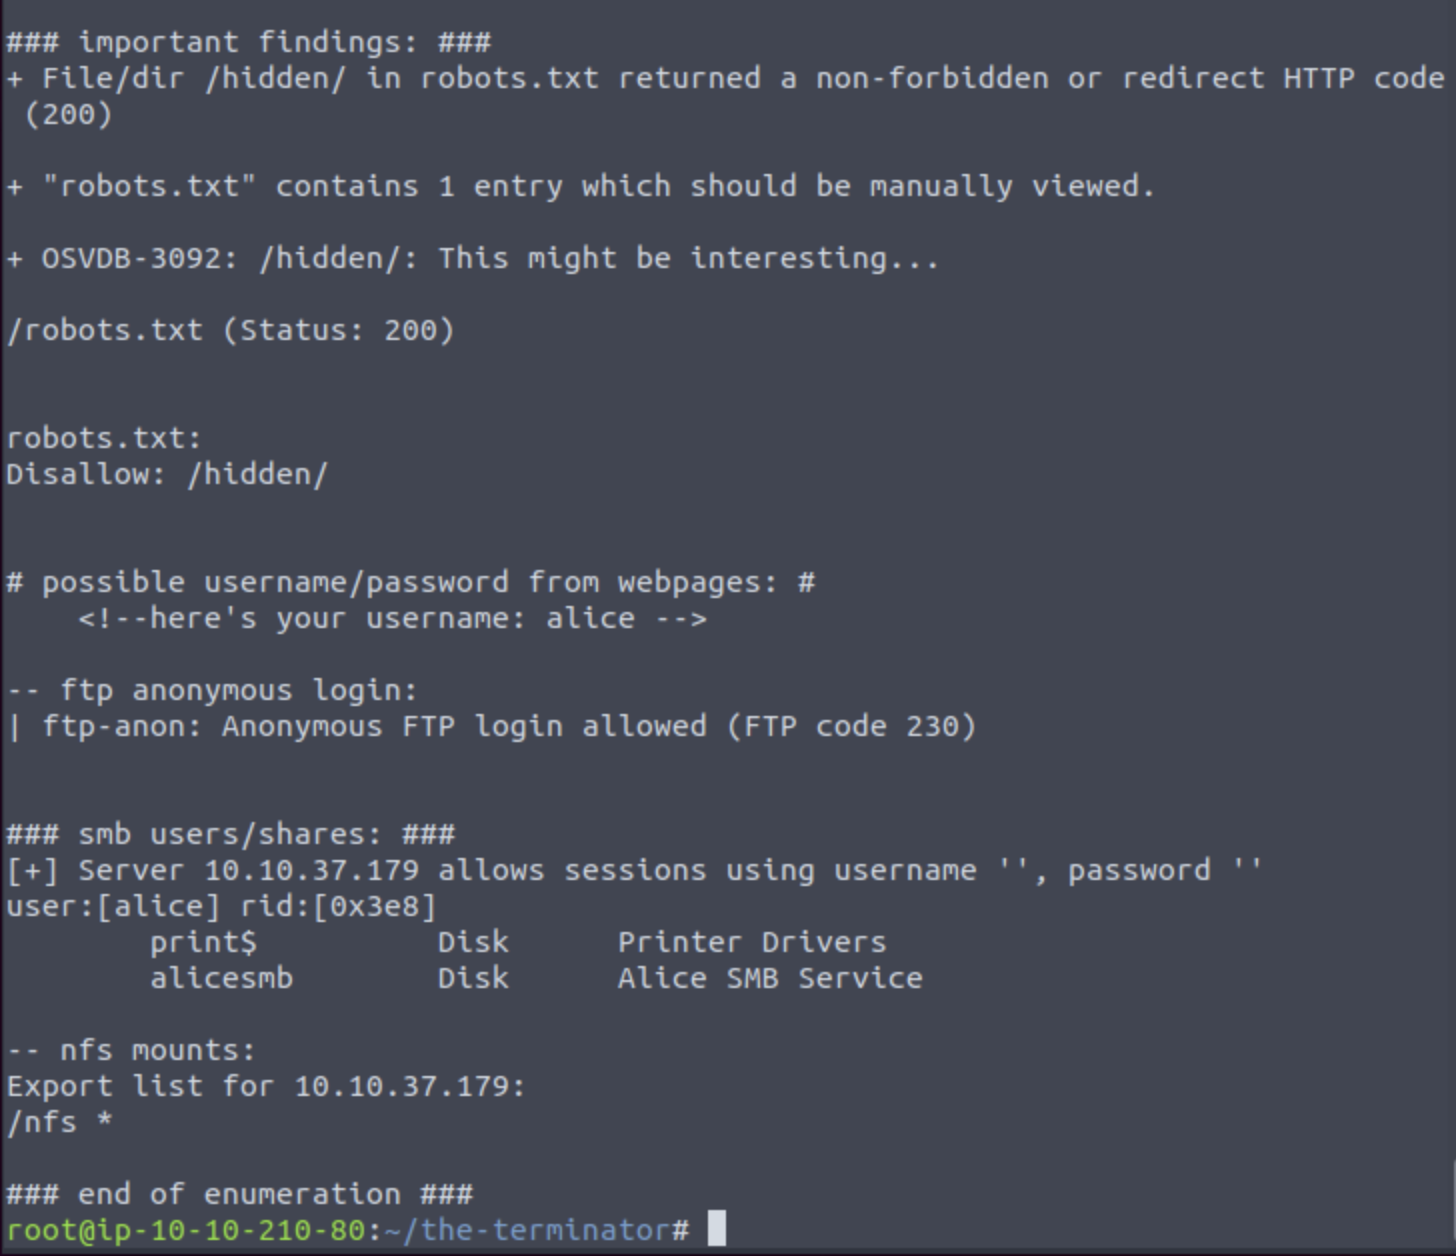 ### important findings: ###
+ File/dir /hidden/ in robots.txt returned a non-forbidden or redirect HTTP code
 (200)
+ "robots.txt" contains 1 entry which should be manually viewed.
+ OSVDB-3092: /hidden/: This might be interesting...
/robots.txt (Status: 200)
robots.txt:
Disallow: /hidden/
# possible username/password from webpages: #
    <!--here's your username: alice -->
-- ftp anonymous login:
| ftp-anon: Anonymous FTP login allowed (FTP code 230)
### smb users/shares: ###
[+] Server 10.10.37.179 allows sessions using username '', password ''
user:[alice] rid:[0x3e8]
        print$          Disk      Printer Drivers
        alicesmb        Disk      Alice SMB Service
-- nfs mounts:
Export list for 10.10.37.179:
/nfs *
### end of enumeration ###
root@ip-10-10-210-80:~/the-terminator#